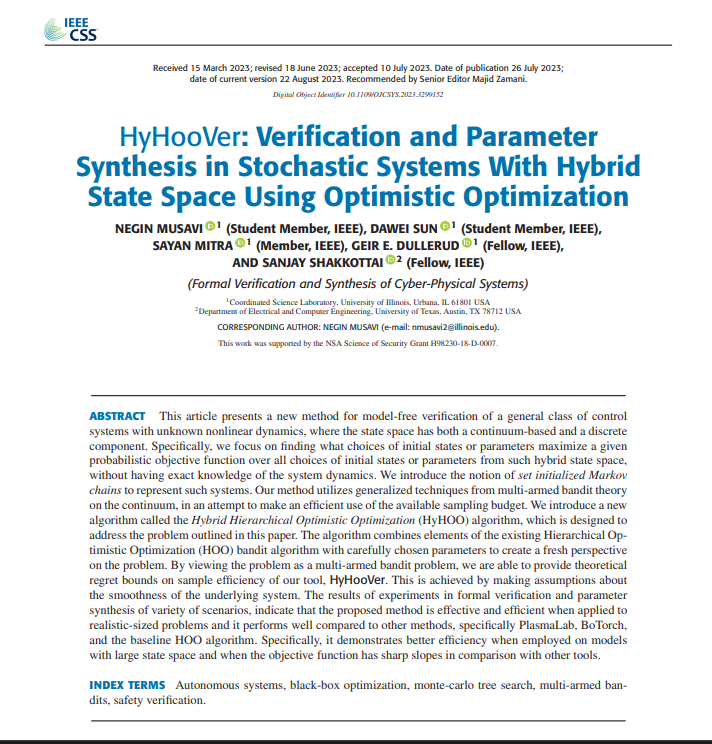 IEEE
CSS
Received 15 March 2023; revised 18 June 2023; accepted 10 July 2023. Date of publication 26 July 2023;
date of current version 22 August 2023. Recommended by Senior Editor Majid Zamani.
Digital Object Identifier 10.1109/OJCSYS.2023.3299152
HyHooVer: Verification and Parameter
Synthesis in Stochastic Systems With Hybrid
State Space Using Optimistic Optimization
NEGIN MUSAVI iD 1 (Student Member, IEEE), DAWEI SUN iD 1 (Student Member, IEEE),
SAYAN MITRA iD 1 (Member, IEEE), GEIR E. DULLERUD iD 1 (Fellow, IEEE),
AND SANJAY SHAKKOTTAI iD 2 (Fellow, IEEE)
(Formal Verification and Synthesis of Cyber-Physical Systems)
1Coordinated Science Laboratory, University of Illinois, Urbana, IL 61801 USA
2Department of Electrical and Computer Engineering, University of Texas, Austin, TX 78712 USA
CORRESPONDING AUTHOR: NEGIN MUSAVI (e-mail: nmusavi2@illinois.edu).
This work was supported by the NSA Science of Security Grant H98230-18-D-0007.
ABSTRACT This article presents a new method for model-free verification of a general class of control
systems with unknown nonlinear dynamics, where the state space has both a continuum-based and a discrete
component. Specifically, we focus on finding what choices of initial states or parameters maximize a given
probabilistic objective function over all choices of initial states or parameters from such hybrid state space,
without having exact knowledge of the system dynamics. We introduce the notion of set initialized Markov
chains to represent such systems. Our method utilizes generalized techniques from multi-armed bandit theory
on the continuum, in an attempt to make an efficient use of the available sampling budget. We introduce a new
algorithm called the Hybrid Hierarchical Optimistic Optimization (HyHOO) algorithm, which is designed to
address the problem outlined in this paper. The algorithm combines elements of the existing Hierarchical Op-
timistic Optimization (HOO) bandit algorithm with carefully chosen parameters to create a fresh perspective
on the problem. By viewing the problem as a multi-armed bandit problem, we are able to provide theoretical
regret bounds on sample efficiency of our tool, HyHooVer. This is achieved by making assumptions about
the smoothness of the underlying system. The results of experiments in formal verification and parameter
synthesis of variety of scenarios, indicate that the proposed method is effective and efficient when applied to
realistic-sized problems and it performs well compared to other methods, specifically PlasmaLab, BoTorch,
and the baseline HOO algorithm. Specifically, it demonstrates better efficiency when employed on models
with large state space and when the objective function has sharp slopes in comparison with other tools.
INDEX TERMS Autonomous systems, black-box optimization, monte-carlo tree search, multi-armed ban-
dits, safety verification.